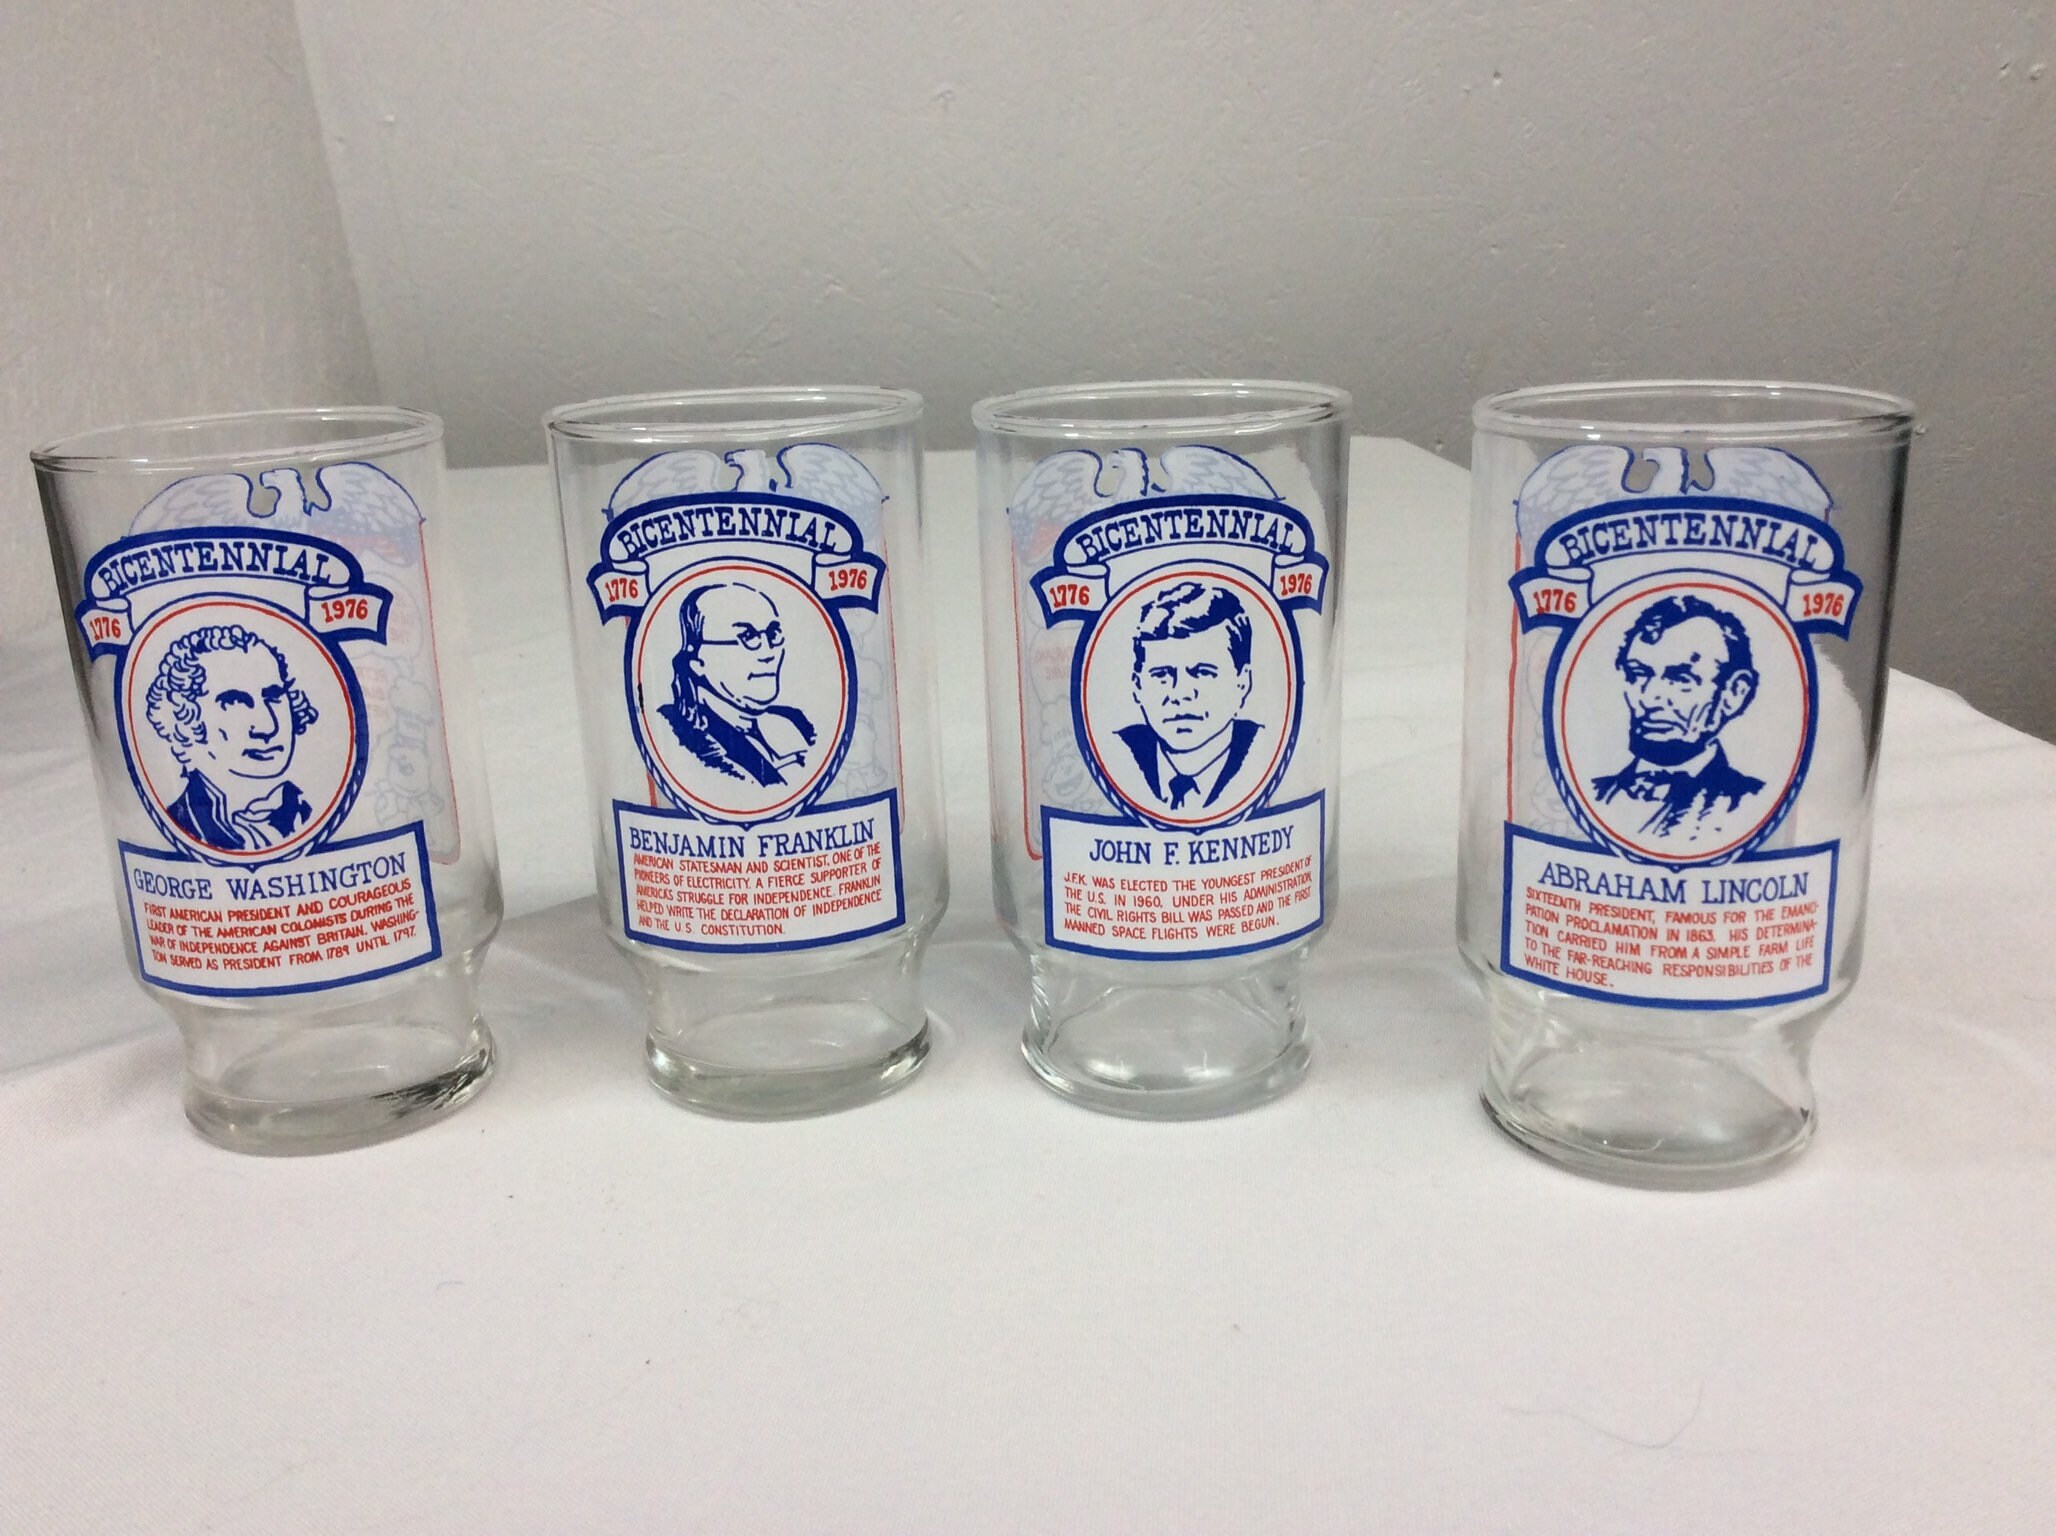 BICENTENNIAL
1776
1976
GEORGE WASHINGTON
FIRST AMERICAN PRESIDENT AND COURAGEOUS
LEADER OF THE AMERICAN COLONISTS DURING THE
WAR OF INDEPENDENCE AGAINST BRITAIN. WASHING-
TON SERVED AS PRESIDENT FROM 1789 UNTIL 1797.
BICENTENNIAL
1776
1976
BENJAMIN FRANKLIN
AMERICAN STATESMAN AND SCIENTIST, ONE OF THE
PIONEERS OF ELECTRICITY. A FIERCE SUPPORTER OF
AMERICA'S STRUGGLE FOR INDEPENDENCE. FRANKLIN
HELPED WRITE THE DECLARATION OF INDEPENDENCE
AND THE U.S. CONSTITUTION.
BICENTENNIAL
1776
1976
JOHN F. KENNEDY
J.F.K. WAS ELECTED THE YOUNGEST PRESIDENT OF
THE U.S. IN 1960. UNDER HIS ADMINISTRATION,
THE CIVIL RIGHTS BILL WAS PASSED AND THE FIRST
MANNED SPACE FLIGHTS WERE BEGUN.
BICENTENNIAL
1776
1976
ABRAHAM LINCOLN
SIXTEENTH PRESIDENT, FAMOUS FOR THE EMANCI-
PATION PROCLAMATION IN 1863. HIS DETERMINA-
TION CARRIED HIM FROM A SIMPLE FARM LIFE
TO THE FAR-REACHING RESPONSIBILITIES OF THE
WHITE HOUSE.